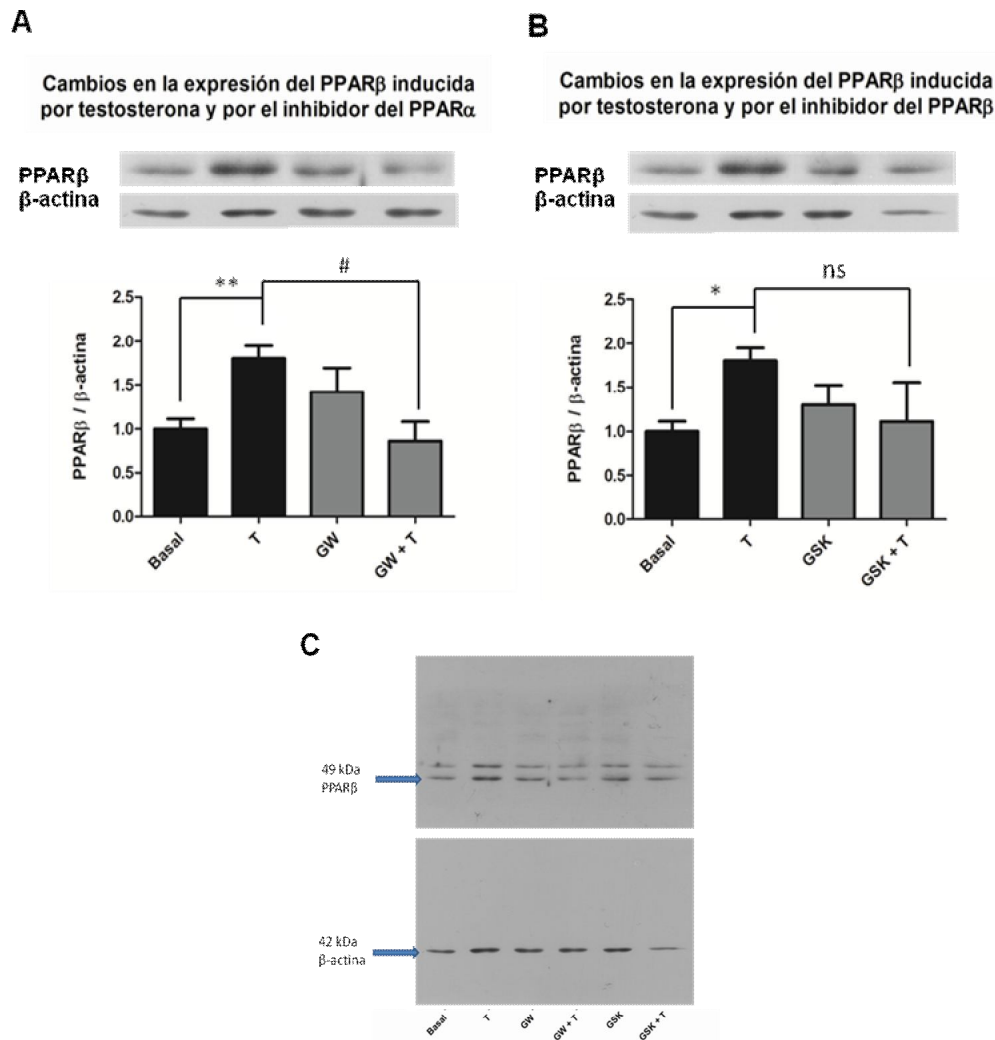 A
Cambios en la expresión del PPARβ inducida
por testosterona y por el inhibidor del PPARα
PPARβ
β-actina
**
#
PPARβ / β-actina
2.5
2.0
1.5
1.0
0.5
0.0
Basal
T
GW
GW + T
B
Cambios en la expresión del PPARβ inducida
por testosterona y por el inhibidor del PPARβ
PPARβ
β-actina
*
ns
PPARβ / β-actina
2.5
2.0
1.5
1.0
0.5
0.0
Basal
T
GSK
GSK + T
C
49 kDa
PPARβ
42 kDa
β-actina
Basal
T
GW
GW + T
GSK
GSK + T